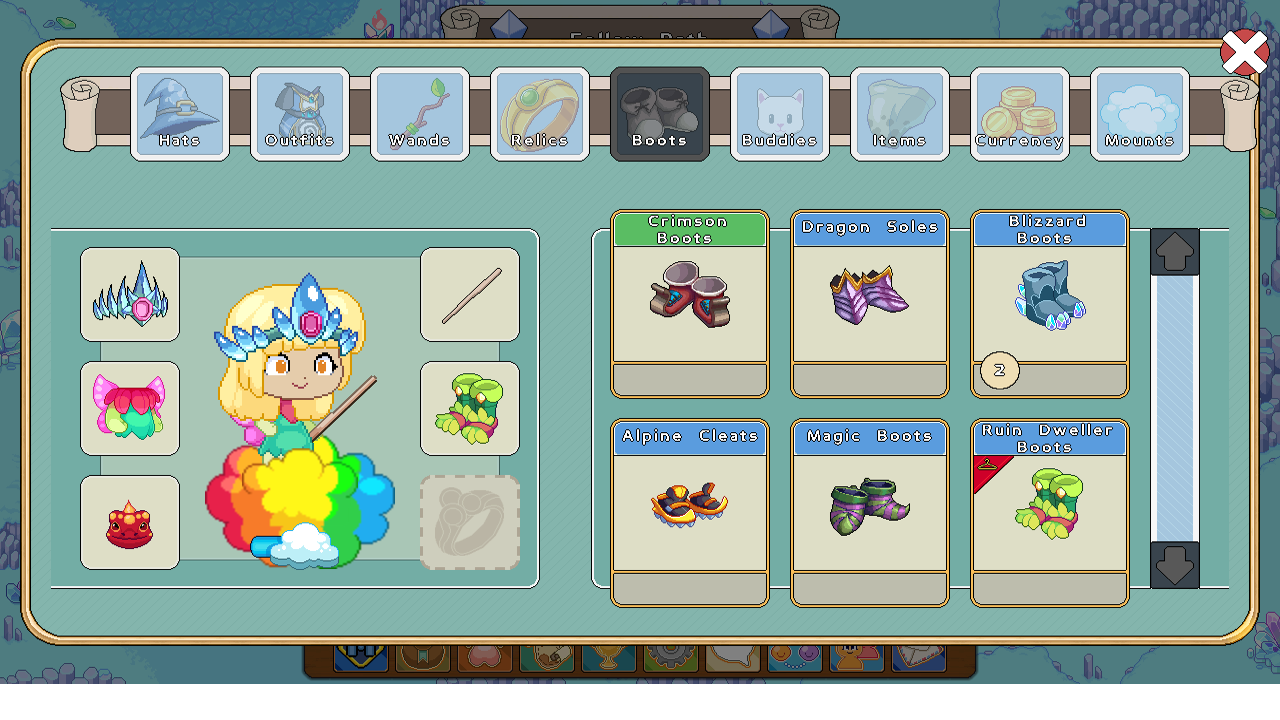 Follow Path
Hats
Outfits
Wands
Relics
Boots
Buddies
Items
Currency
Mounts
Crimson
Boots
Dragon Soles
Blizzard
Boots
2
Alpine Cleats
Magic Boots
Ruin Dweller
Boots